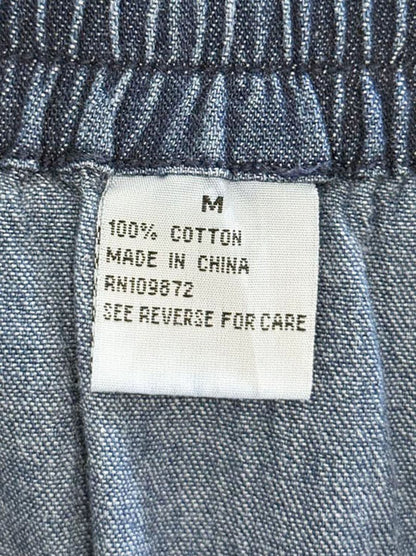 M
100% COTTON
MADE IN CHINA
RN109872
SEE REVERSE FOR CARE